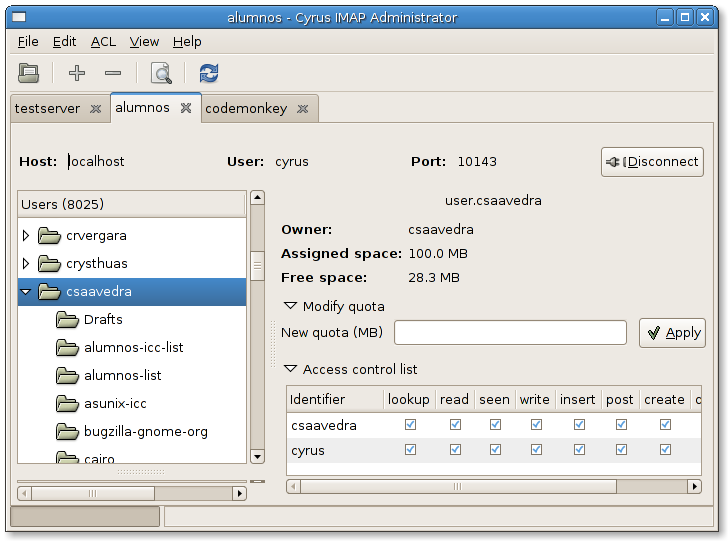 alumnos - Cyrus IMAP Administrator
File Edit ACL View Help
testserver alumnos codemonkey
Host: localhost User: cyrus Port: 10143 Disconnect
Users (8025)
crvergara
crysthuas
csaavedra
Drafts
alumnos-icc-list
alumnos-list
asunix-icc
bugzilla-gnome-org
cairo
user.csaavedra
Owner: csaavedra
Assigned space: 100.0 MB
Free space: 28.3 MB
Modify quota
New quota (MB) Apply
Access control list
Identifier lookup read seen write insert post create
csaavedra
cyrus